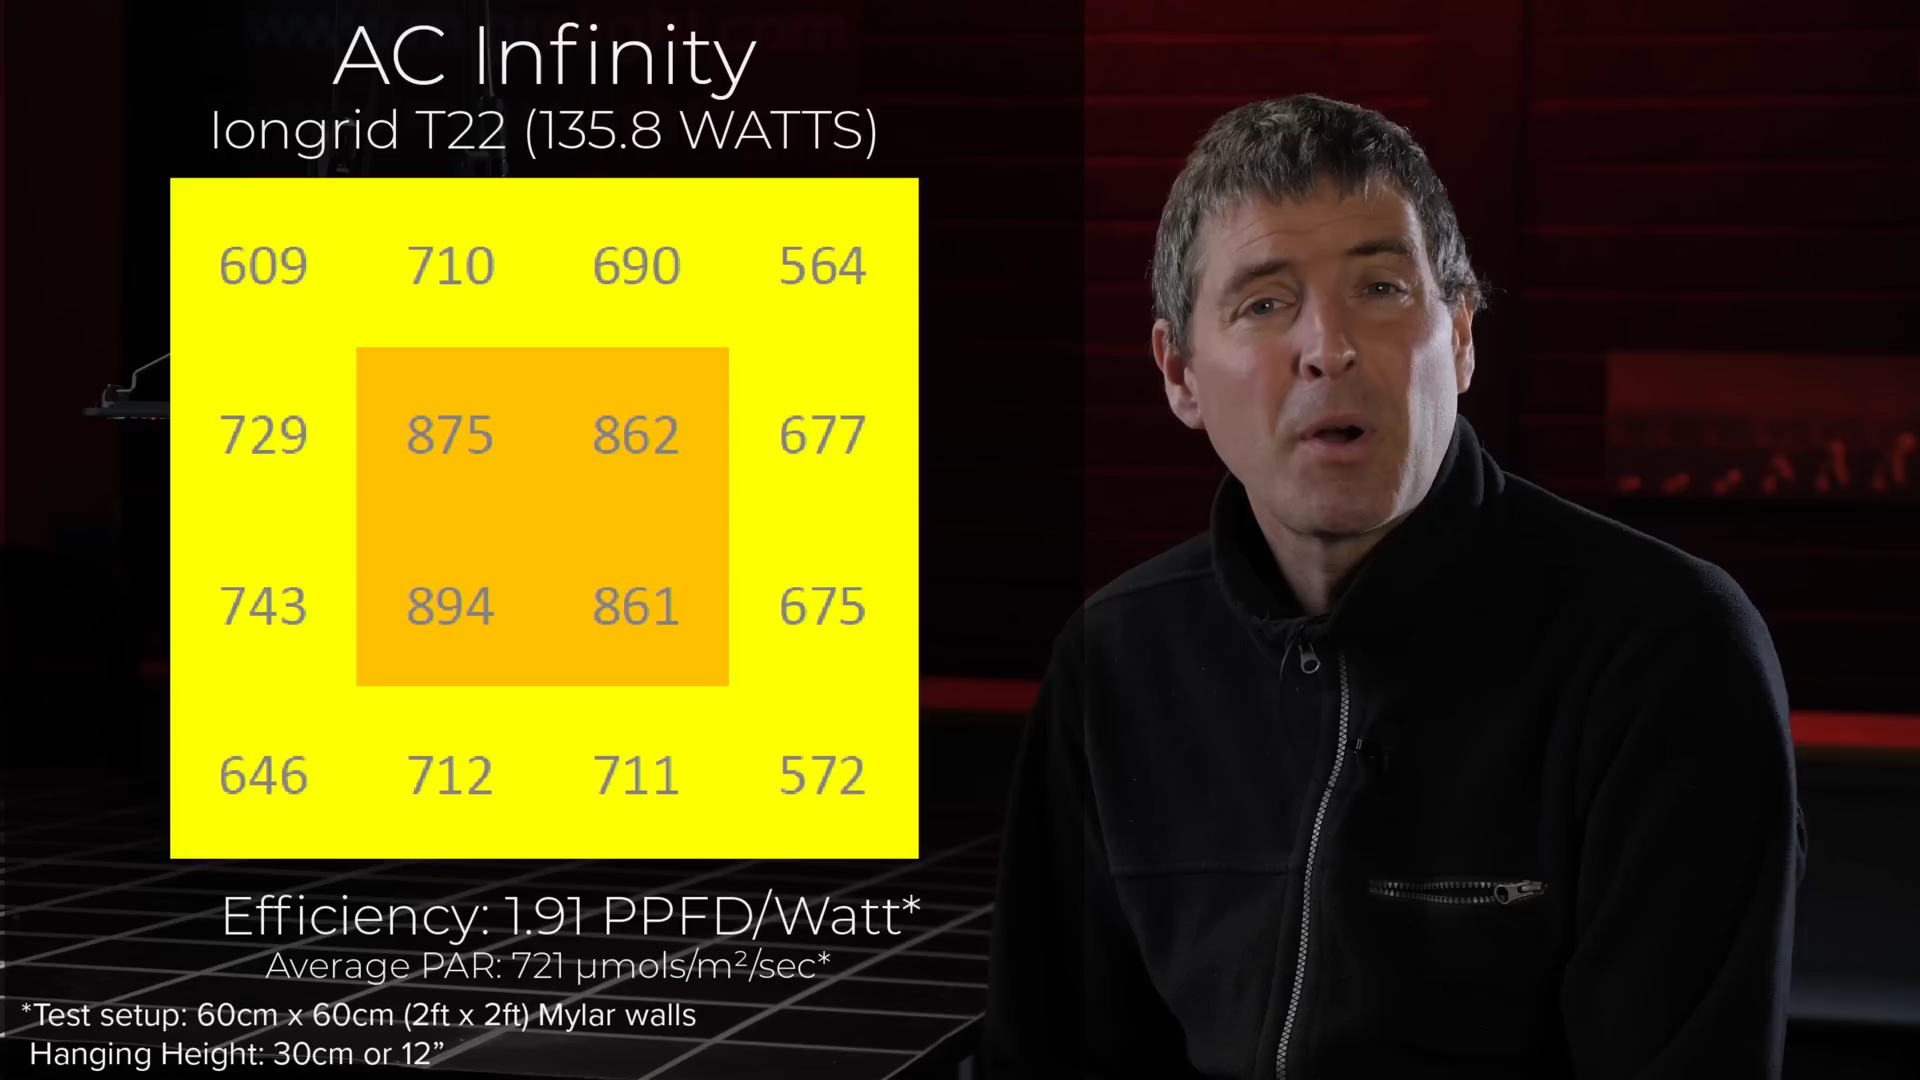 AC Infinity
Iongrid T22 (135.8 WATTS)
609 710 690 564
729 875 862 677
743 894 861 675
646 712 711 572
Efficiency: 1.91 PPFD/Watt*
Average PAR: 721 µmols/m²/sec*
*Test setup: 60cm x 60cm (2ft x 2ft) Mylar walls
Hanging Height: 30cm or 12”